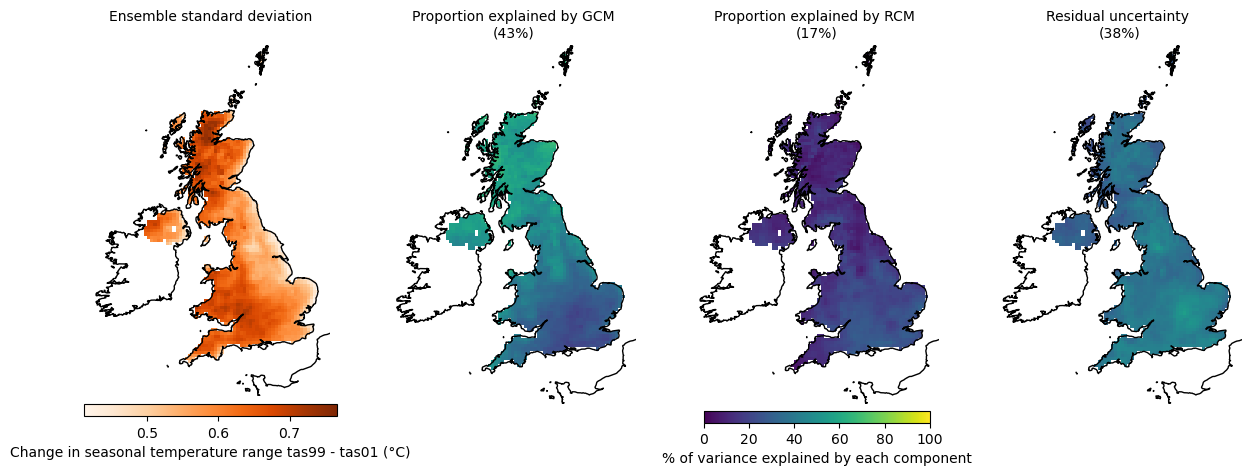 Ensemble standard deviation
Proportion explained by GCM
(43%)
Proportion explained by RCM
(17%)
Residual uncertainty
(38%)
0.5 0.6 0.7
Change in seasonal temperature range tas99 - tas01 (°C)
0 20 40 60 80 100
% of variance explained by each component